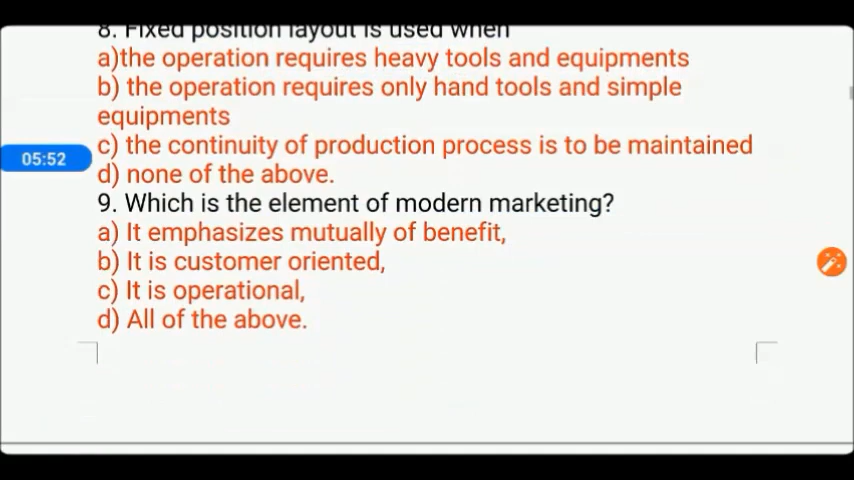 8. Fixed position layout is used when
a)the operation requires heavy tools and equipments
b) the operation requires only hand tools and simple
equipments
c) the continuity of production process is to be maintained
05:52
d) none of the above.
9. Which is the element of modern marketing?
a) It emphasizes mutually of benefit,
b) It is customer oriented,
c) It is operational,
d) All of the above.